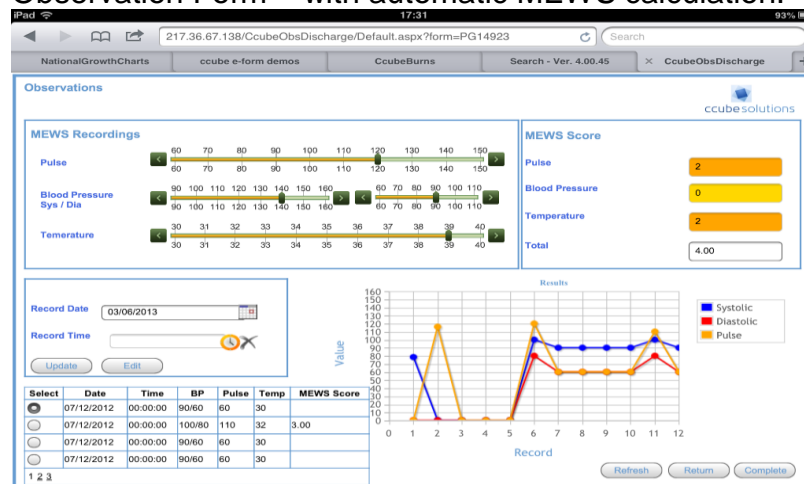 Observation Form – with automatic MEWS calculation.
iPad 17:31 93%
217.36.67.138/CcubeObsDischarge/Default.aspx?form=PG14923 Search
NationalGrowthCharts ccube e-form demos CcubeBurns Search - Ver. 4.00.45 CcubeObsDischarge
Observations
ccubesolutions
MEWS Recordings
60 70 80 90 100 110 120 130 140 150
Pulse
60 70 80 90 100 110 120 130 140 150
90 100 110 120 130 140 150 160 60 70 80 90 100 110
Blood Pressure
Sys / Dia
90 100 110 120 130 140 150 160 60 70 80 90 100 110
30 31 32 33 34 35 36 37 38 39 40
Temerature
30 31 32 33 34 35 36 37 38 39 40
MEWS Score
Pulse 2
Blood Pressure 0
Temperature 2
Total 4.00
Record Date 03/06/2013
Record Time
Update Edit
Select Date Time BP Pulse Temp MEWS Score
07/12/2012 00:00:00 90/60 60 30
07/12/2012 00:00:00 100/80 110 32 3.00
07/12/2012 00:00:00 90/60 60 30
07/12/2012 00:00:00 90/60 60 30
1 2 3
Results
Value
160
150
140
130
120
110
100
90
80
70
60
50
40
30
20
10
0
0 1 2 3 4 5 6 7 8 9 10 11 12
Record
Systolic
Diastolic
Pulse
Refresh Return Complete